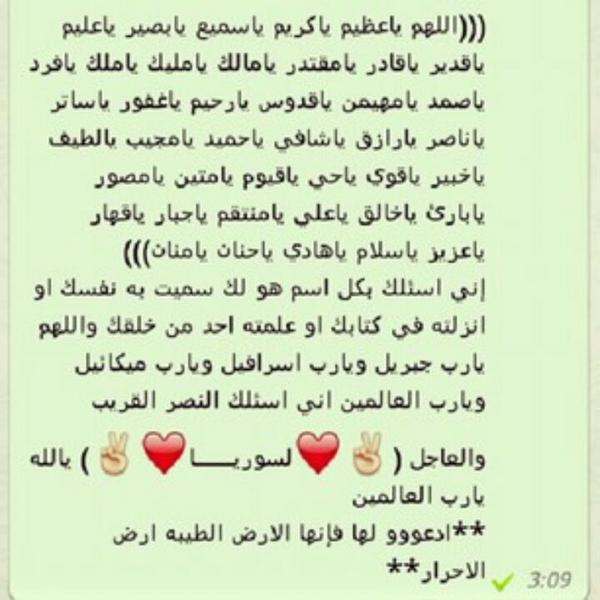 (((اللهم ياعظيم ياكريم ياسميع يابصير ياعليم
ياقدير ياقادر يامقتدر يامالك يامليك ياملك يافرد
ياصمد يامهيمن ياقدوس يارحيم ياغفور ياساتر
ياناصر يارازق ياشافي ياحميد يامجيب يالطيف
ياخبير ياقوي ياحي ياقيوم يامتين يامصور
يابارئ ياخالق ياعلي يامنتقم ياجبار ياقهار
ياعزيز ياسلام ياهادي ياحنان يامنان)))
إني اسئلك بكل اسم هو لك سميت به نفسك او
انزلته في كتابك او علمته احد من خلقك واللهم
يارب جبريل ويارب اسرافيل ويارب ميكائيل
ويارب العالمين اني اسئلك النصر القريب
والعاجل ( ✌️ ❤️لسوريـــــا❤️ ✌️ ) يالله
يارب العالمين
**ادعووو لها فإنها الارض الطيبه ارض
الاحرار**
3:09